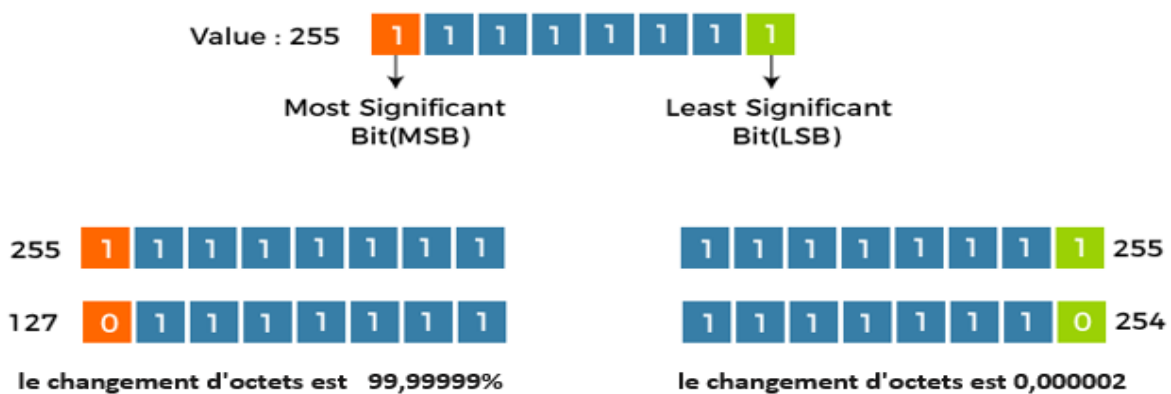 Value : 255 1 1 1 1 1 1 1 1
Most Significant
Bit(MSB)
Least Significant
Bit(LSB)
255 1 1 1 1 1 1 1 1
127 0 1 1 1 1 1 1 1
le changement d'octets est 99,99999%
1 1 1 1 1 1 1 1 255
1 1 1 1 1 1 1 0 254
le changement d'octets est 0,000002